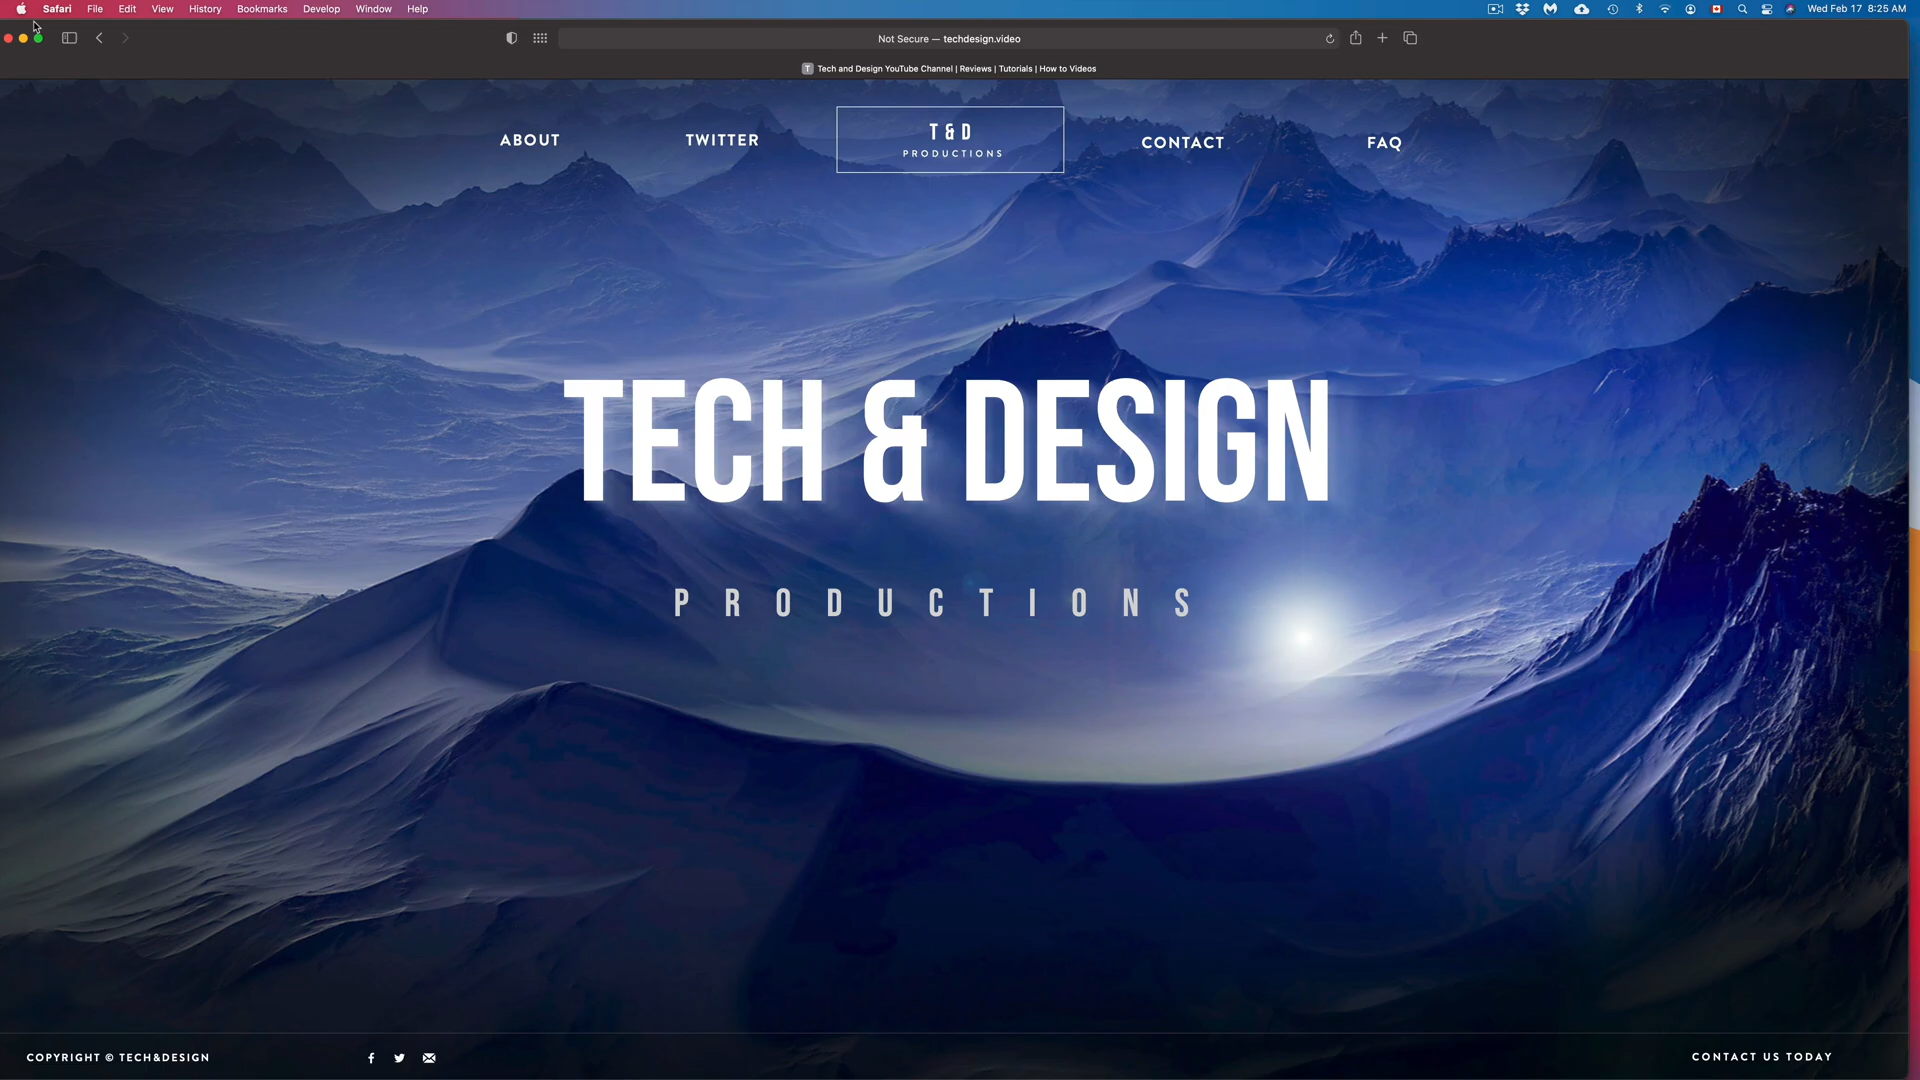 Safari File Edit View History Bookmarks Develop Window Help
Wed Feb 17 8:25 AM
Not Secure — techdesign.video
T Tech and Design YouTube Channel | Reviews | Tutorials | How to Videos
ABOUT
TWITTER
T & D
PRODUCTIONS
CONTACT
FAQ
TECH & DESIGN
PRODUCTIONS
COPYRIGHT © TECH&DESIGN
CONTACT US TODAY